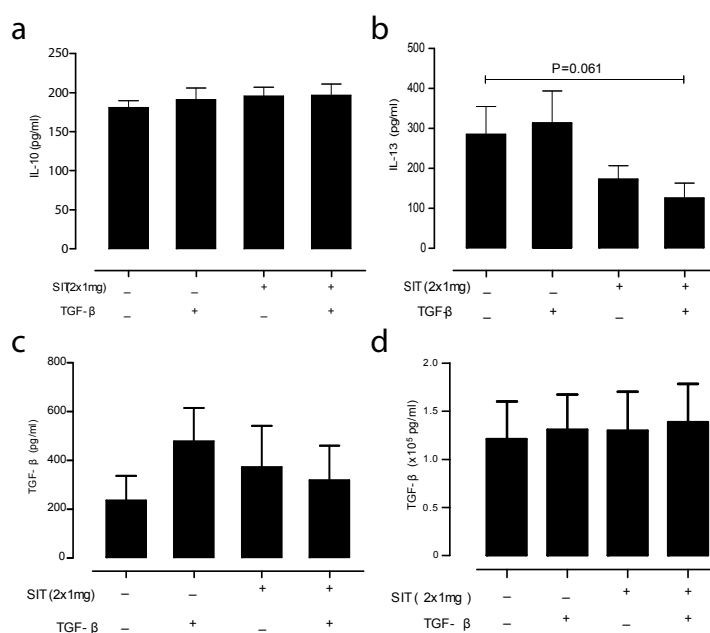 a
IL-10 (pg/ml)
250
200
150
100
50
0
SIT(2x1mg) – – + +
TGF- β – + – +
b
IL-13 (pg/ml)
500
400
300
200
100
0
P=0.061
SIT(2x1mg) – – + +
TGF-β – + – +
c
TGF- β (pg/ml)
800
600
400
200
0
SIT(2x1mg) – – + +
TGF- β – + – +
d
TGF- β (x10⁵ pg/ml)
2.0
1.5
1.0
0.5
0
SIT ( 2x1mg ) – – + +
TGF- β – + – +